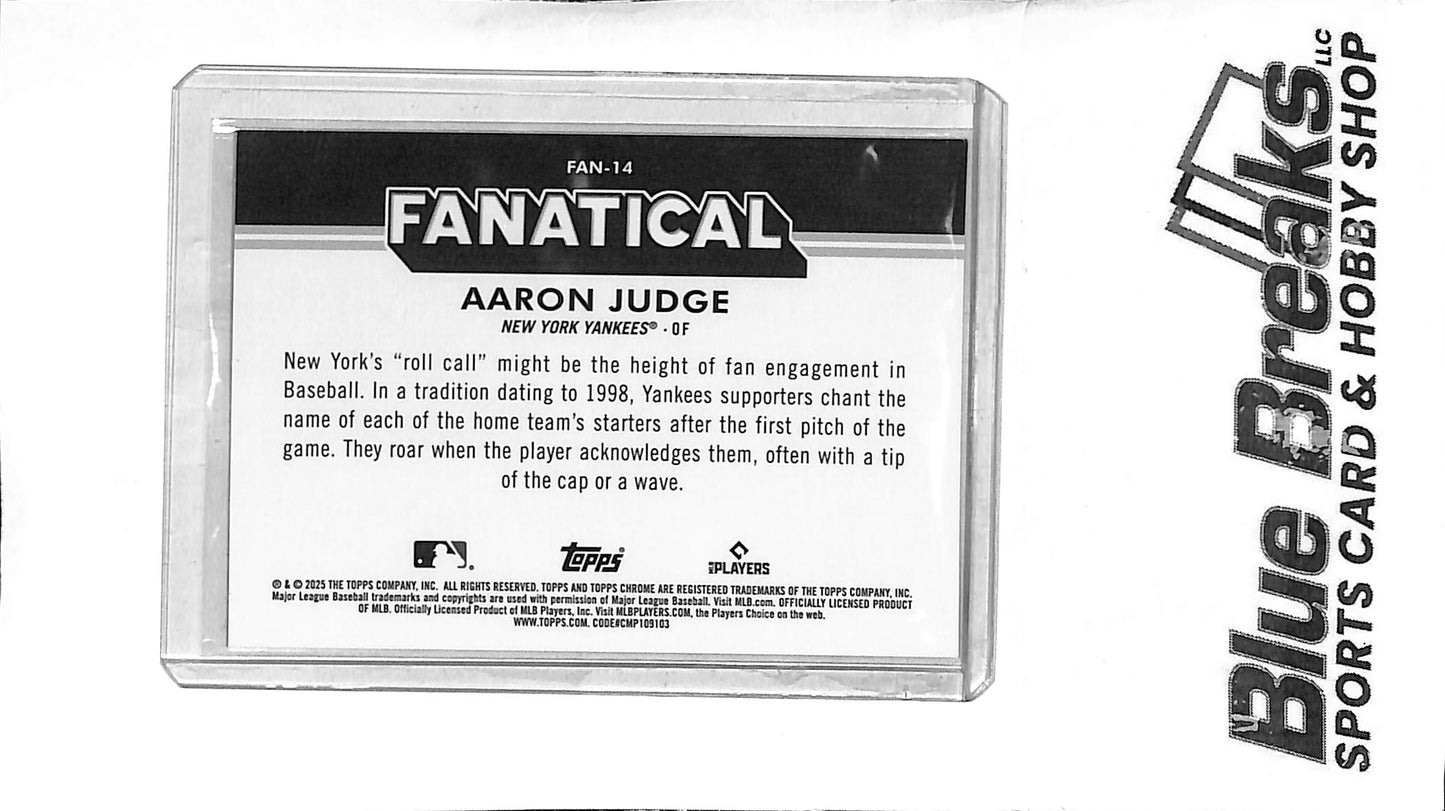 FAN-14
FANATICAL
AARON JUDGE
NEW YORK YANKEES® · OF
New York's "roll call" might be the height of fan engagement in
Baseball. In a tradition dating to 1998, Yankees supporters chant the
name of each of the home team's starters after the first pitch of the
game. They roar when the player acknowledges them, often with a tip
of the cap or a wave.
topps
MLB PLAYERS
® & © 2025 THE TOPPS COMPANY, INC. ALL RIGHTS RESERVED. TOPPS AND TOPPS CHROME ARE REGISTERED TRADEMARKS OF THE TOPPS COMPANY, INC.
Major League Baseball trademarks and copyrights are used with permission of Major League Baseball. Visit MLB.com. OFFICIALLY LICENSED PRODUCT
OF MLB. Officially Licensed Product of MLB Players, Inc. Visit MLBPLAYERS.COM, the Players Choice on the web.
WWW.TOPPS.COM. CODE#CMP109103
Blue Breaks LLC
SPORTS CARD & HOBBY SHOP